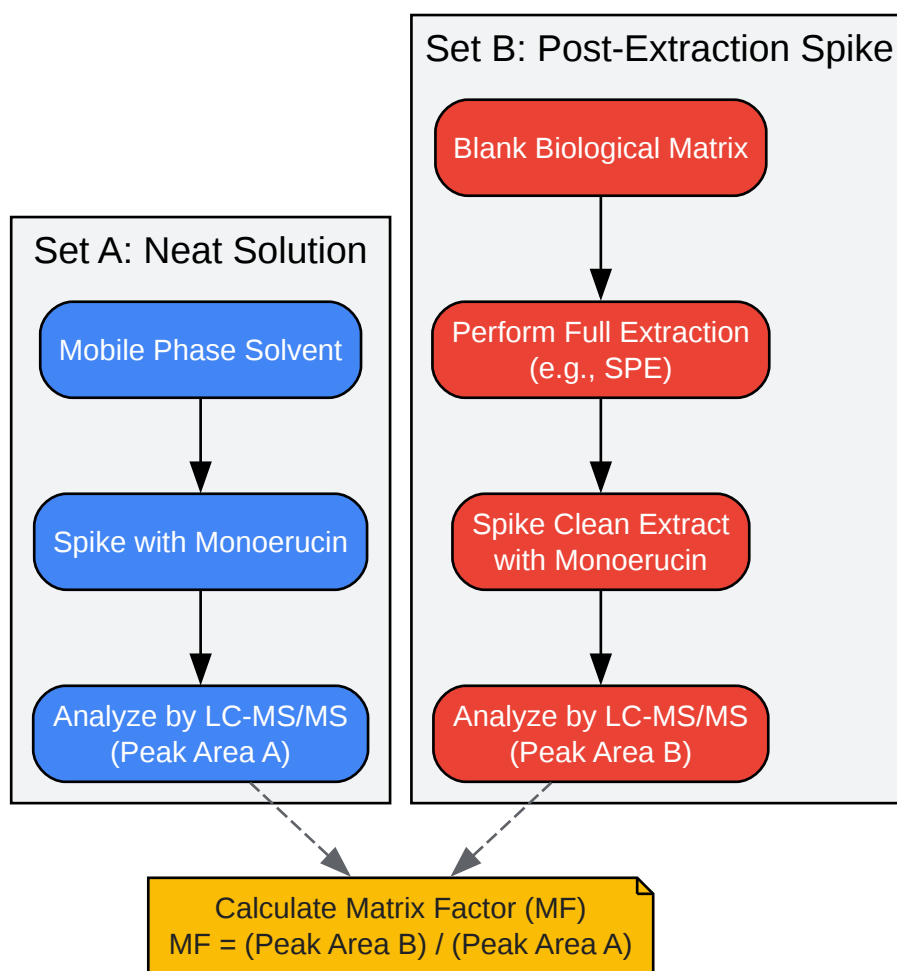 Set A: Neat Solution
Mobile Phase Solvent
Spike with Monoerucin
Analyze by LC-MS/MS
(Peak Area A)
Set B: Post-Extraction Spike
Blank Biological Matrix
Perform Full Extraction
(e.g., SPE)
Spike Clean Extract
with Monoerucin
Analyze by LC-MS/MS
(Peak Area B)
Calculate Matrix Factor (MF)
MF = (Peak Area B) / (Peak Area A)